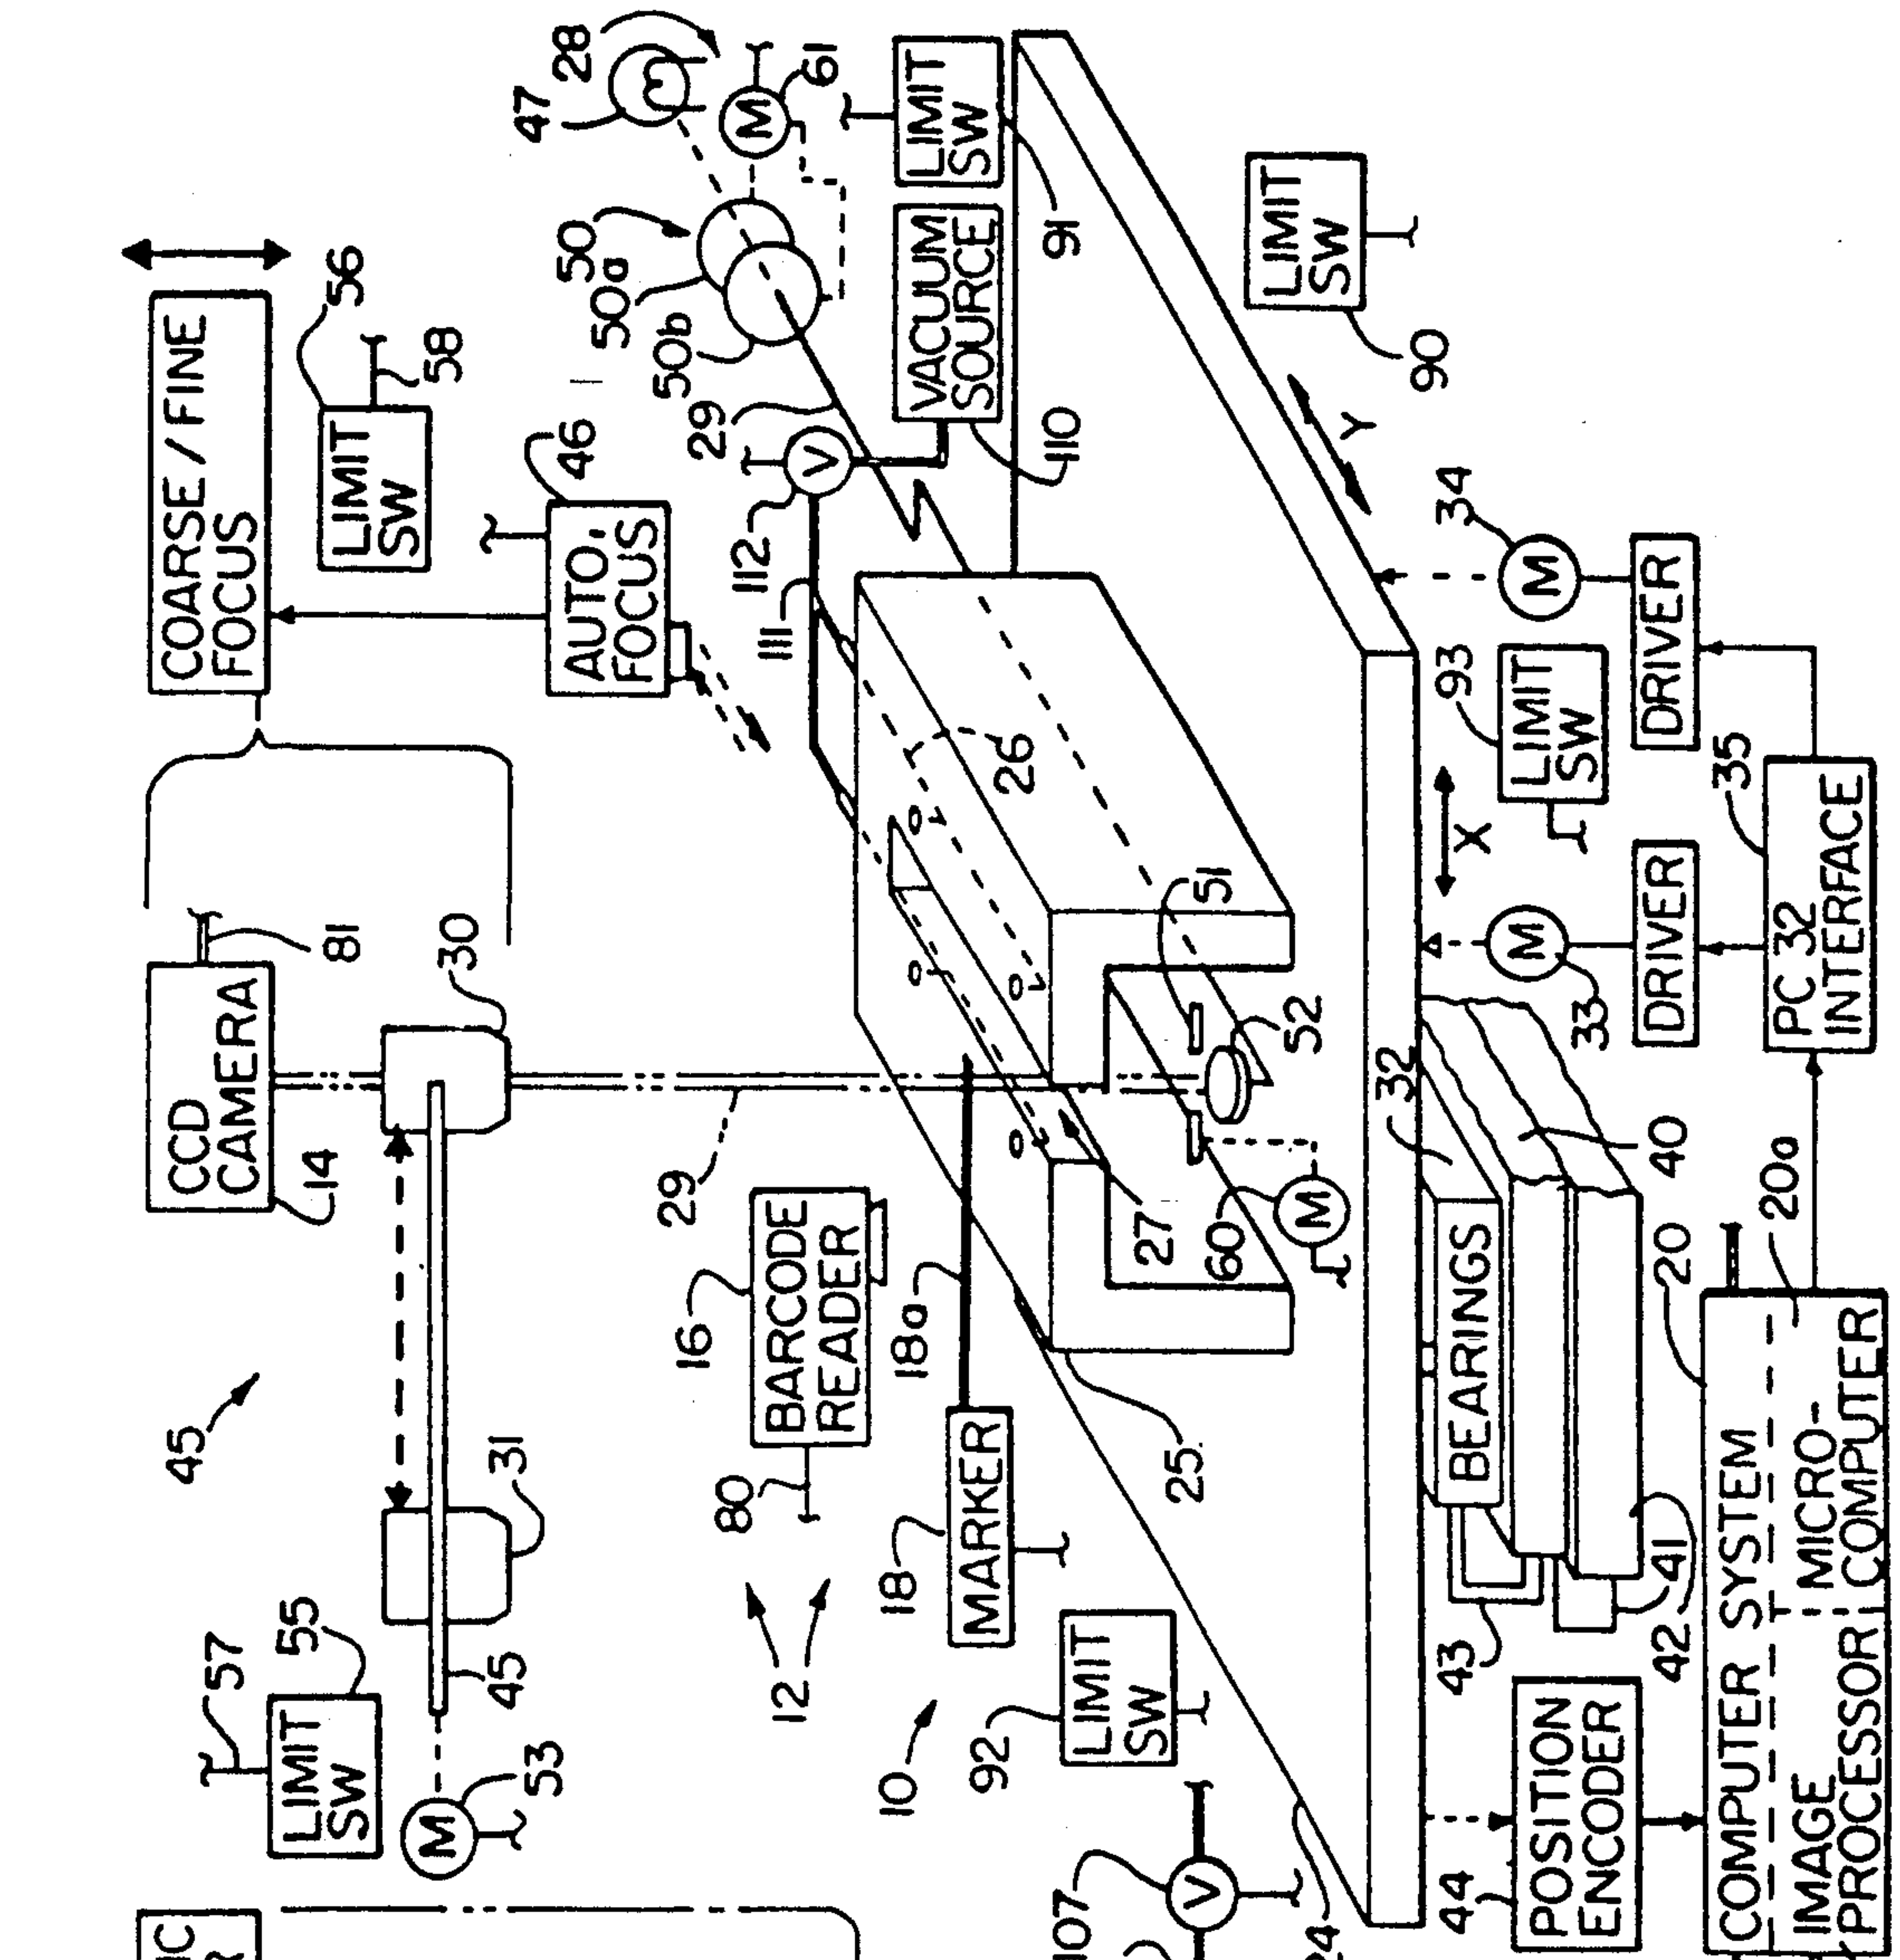 COARSE / FINE
FOCUS
56
LIMIT
SW
58
47
28
M
61
50
50a
50b
29
LIMIT
SW
91
VACUUM
SOURCE
110
V
112
111
46
AUTO.
FOCUS
CCD
CAMERA
14
81
30
45
31
45
57
55
LIMIT
SW
M
53
29
16
BARCODE
READER
80
12
18a
18
MARKER
10
92
LIMIT
SW
25
26
27
51
52
60
M
LIMIT
SW
90
Y
X
34
M
DRIVER
93
LIMIT
SW
33
M
DRIVER
35
PC 32
INTERFACE
32
40
BEARINGS
41
42
43
44
POSITION
ENCODER
20
20a
COMPUTER SYSTEM
IMAGE
PROCESSOR
MICRO-
COMPUTER
107
V